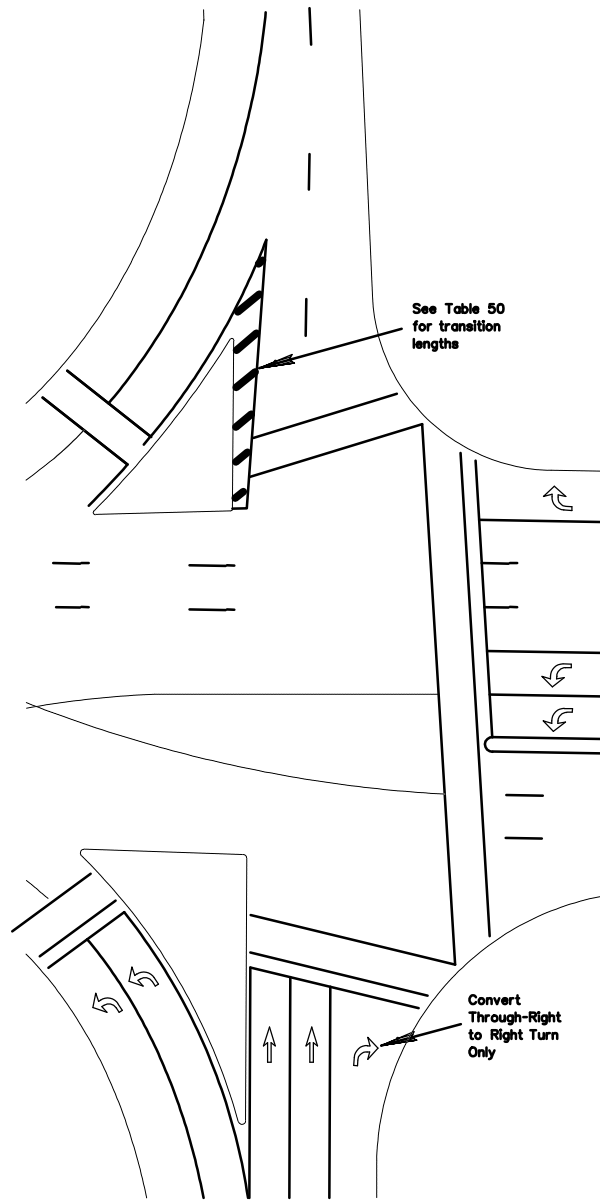 See Table 50
for transition
lengths
Convert
Through-Right
to Right Turn
Only